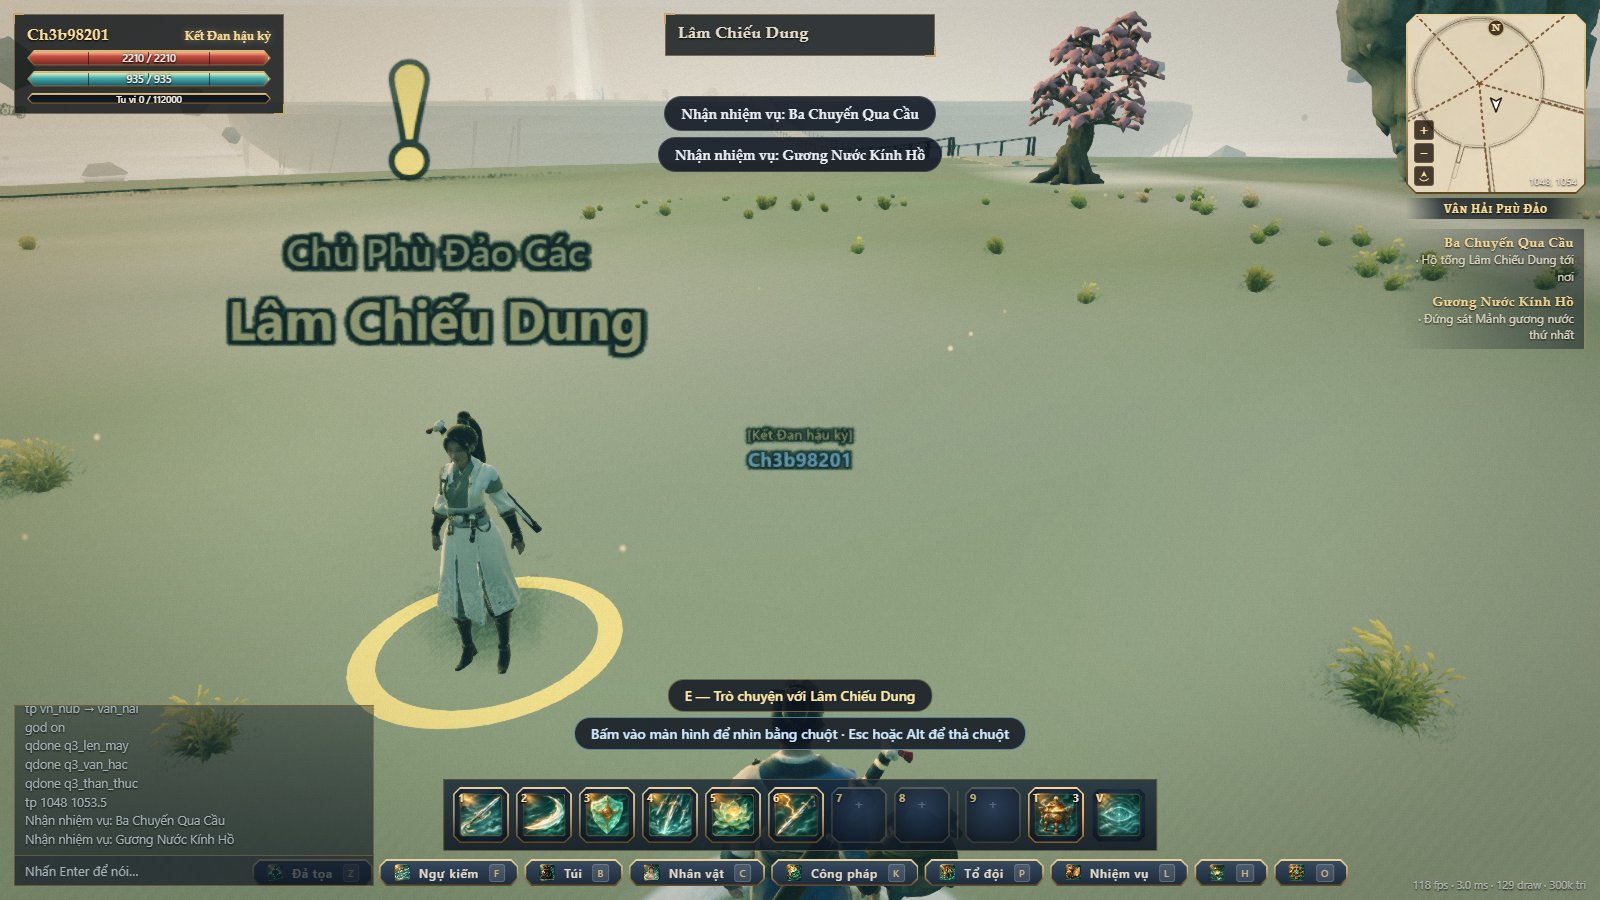 Ch3b98201
Kết Đan hậu kỳ
2210 / 2210
935 / 935
Tu vi 0 / 112000
Lâm Chiếu Dung
Nhận nhiệm vụ: Ba Chuyến Qua Cầu
Nhận nhiệm vụ: Gương Nước Kính Hồ
N
+
−
1048, 1054
Vân Hải Phù Đảo
Ba Chuyến Qua Cầu
· Hộ tống Lâm Chiếu Dung tới
nơi
Gương Nước Kính Hồ
· Đứng sát Mảnh gương nước
thứ nhất
Chủ Phù Đảo Các
Lâm Chiếu Dung
[Kết Đan hậu kỳ]
Ch3b98201
E — Trò chuyện với Lâm Chiếu Dung
Bấm vào màn hình để nhìn bằng chuột · Esc hoặc Alt để thả chuột
tp vn_hub → van_hai
god on
qdone q3_len_may
qdone q3_van_hac
qdone q3_than_thuc
tp 1048 1053.5
Nhận nhiệm vụ: Ba Chuyến Qua Cầu
Nhận nhiệm vụ: Gương Nước Kính Hồ
Nhấn Enter để nói...
1 2 3 4 5 6 7 8 9 T 3 V
Đả tọa Z
Ngự kiếm F
Túi B
Nhân vật C
Công pháp K
Tổ đội P
Nhiệm vụ L
H
O
118 fps · 3.0 ms · 129 draw · 300k tri